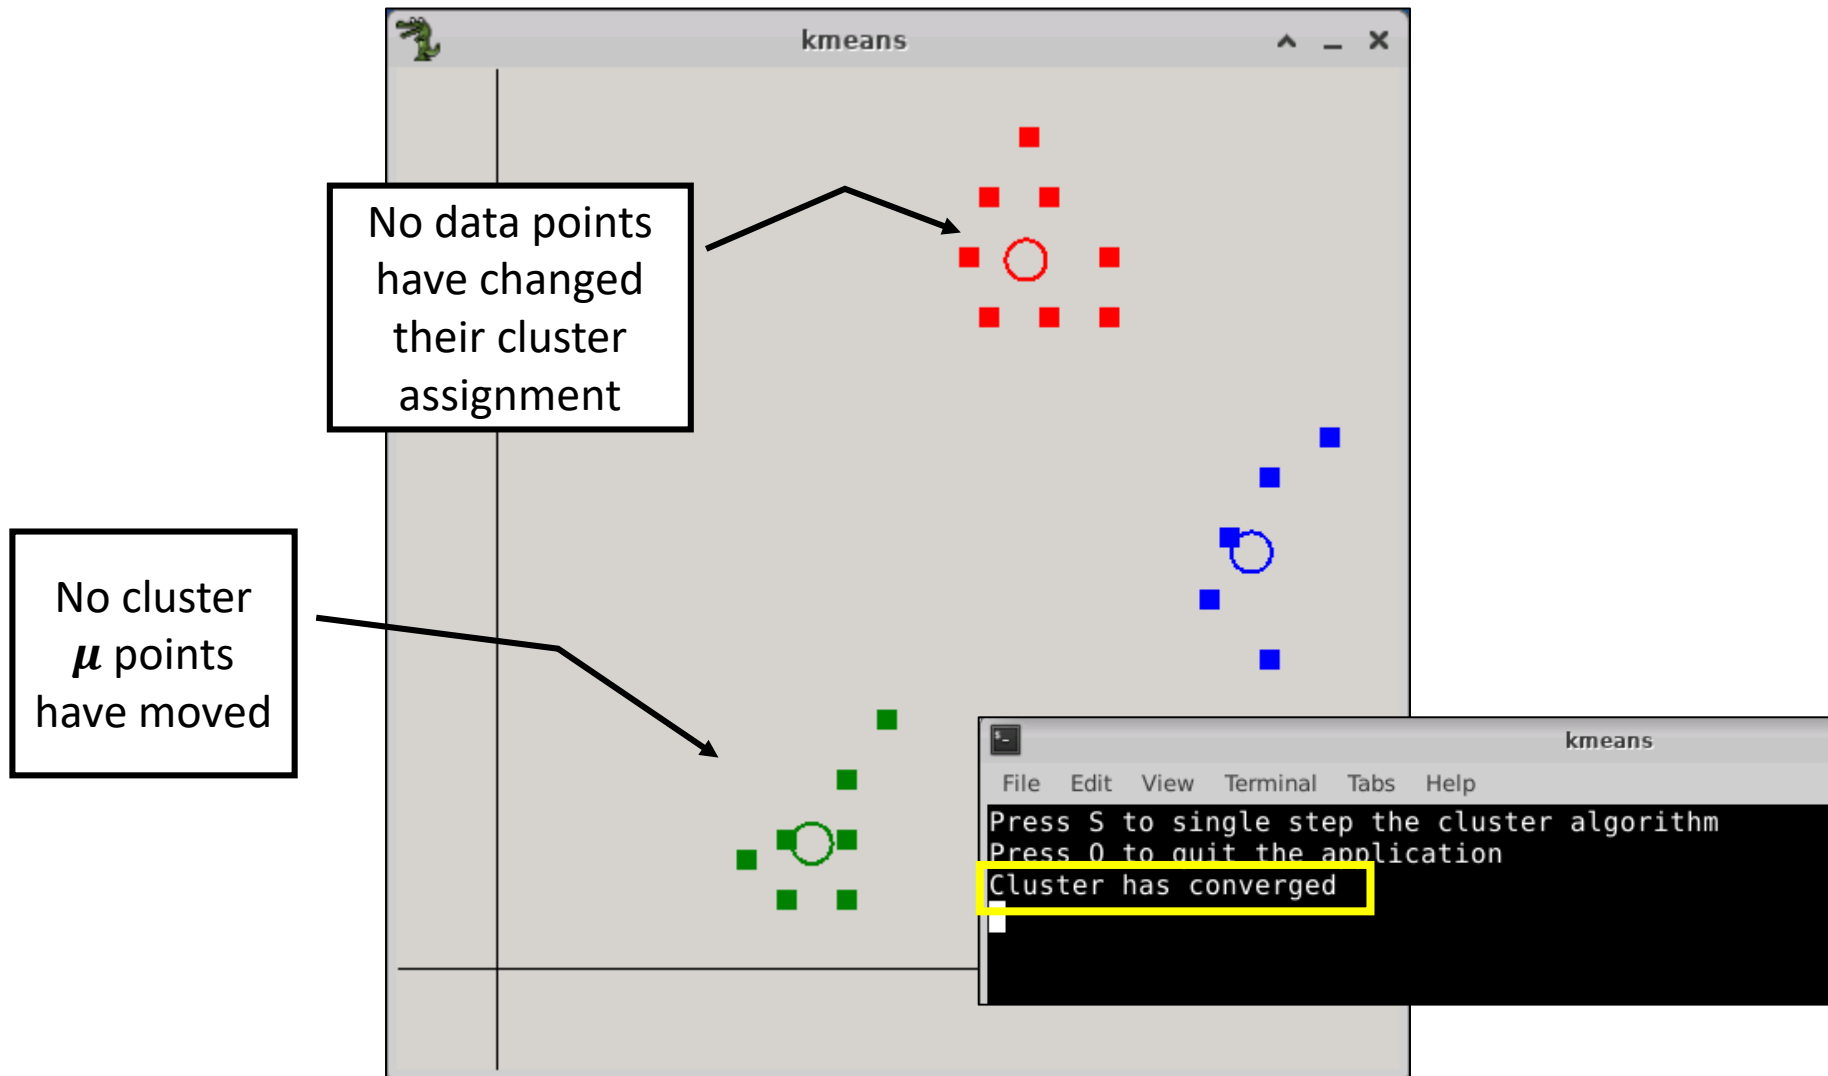 kmeans
No data points
have changed
their cluster
assignment
No cluster
μ points
have moved
kmeans
File Edit View Terminal Tabs Help
Press S to single step the cluster algorithm
Press Q to quit the application
Cluster has converged